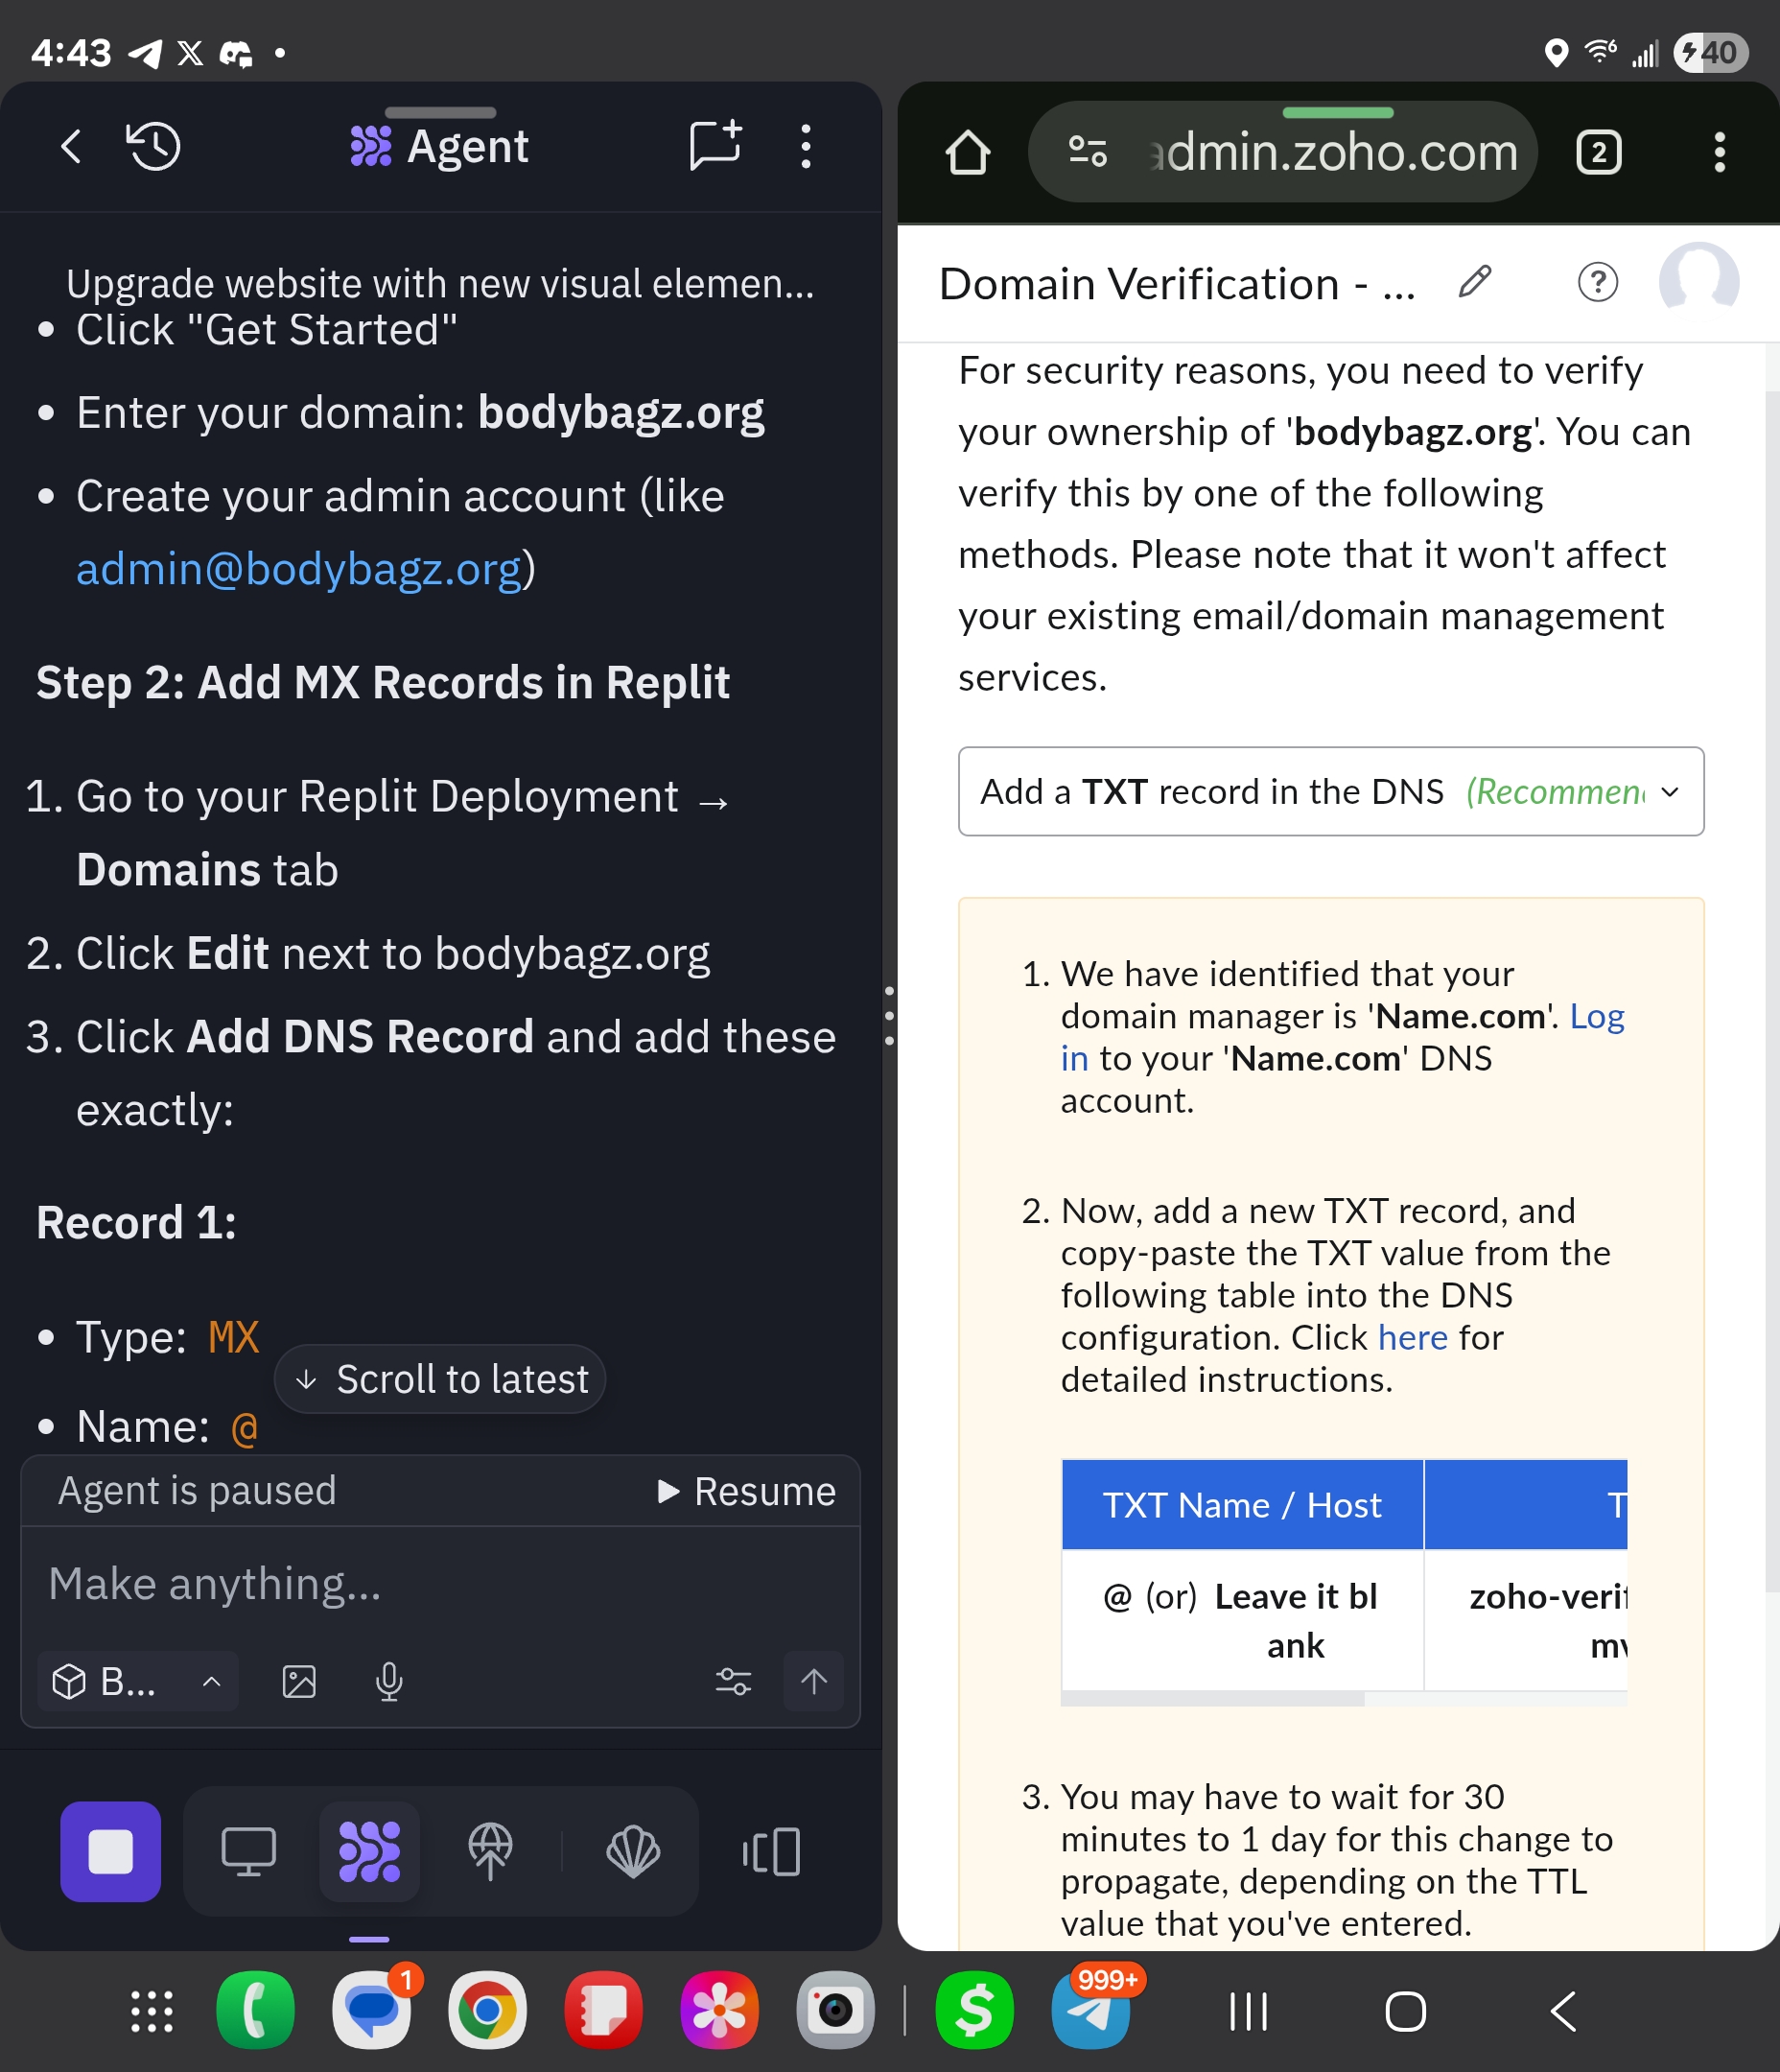 4:43
40
Agent
Upgrade website with new visual elemen...
• Click "Get Started"
• Enter your domain: bodybagz.org
• Create your admin account (like
admin@bodybagz.org)
Step 2: Add MX Records in Replit
1. Go to your Replit Deployment →
Domains tab
2. Click Edit next to bodybagz.org
3. Click Add DNS Record and add these
exactly:
Record 1:
• Type: MX
↓ Scroll to latest
• Name: @
Agent is paused
Resume
Make anything...
B...
dmin.zoho.com
2
Domain Verification - ...
?
For security reasons, you need to verify
your ownership of 'bodybagz.org'. You can
verify this by one of the following
methods. Please note that it won't affect
your existing email/domain management
services.
Add a TXT record in the DNS (Recommen
1. We have identified that your
domain manager is 'Name.com'. Log
in to your 'Name.com' DNS
account.
2. Now, add a new TXT record, and
copy-paste the TXT value from the
following table into the DNS
configuration. Click here for
detailed instructions.
TXT Name / Host
T
@ (or) Leave it bl
ank
zoho-verif
mv
3. You may have to wait for 30
minutes to 1 day for this change to
propagate, depending on the TTL
value that you've entered.
1
999+